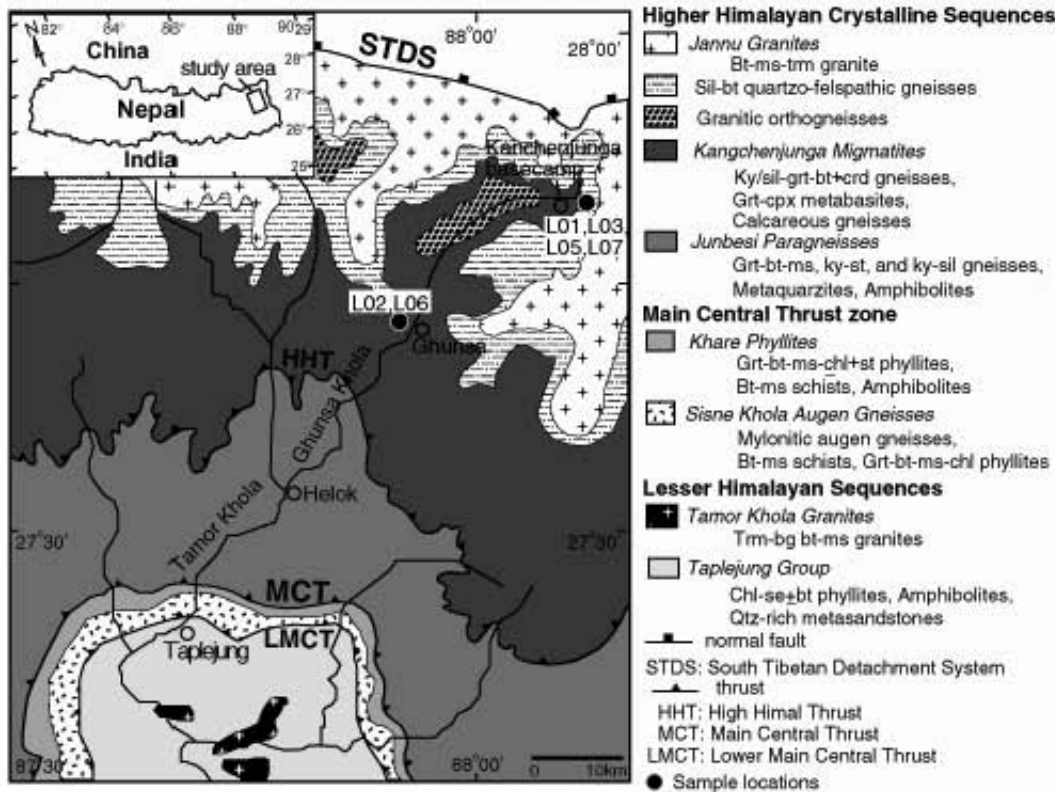 82°
84°
86°
88°
90°
29°
28°
27°
26°
25°
N
China
study area
Nepal
India
STDS
88°00'
28°00'
Kanchenjunga
basecamp
L01,L03,
L05,L07
L02,L06
Ghunsa
HHT
Ghunsa Khola
Helok
Tamor Khola
27°30'
27°30'
MCT
LMCT
Taplejung
87°30'
88°00'
0 10km
Higher Himalayan Crystalline Sequences
Jannu Granites
Bt-ms-trm granite
Sil-bt quartzo-felspathic gneisses
Granitic orthogneisses
Kangchenjunga Migmatites
Ky/sil-grt-bt+crd gneisses,
Grt-cpx metabasites,
Calcareous gneisses
Junbesi Paragneisses
Grt-bt-ms, ky-st, and ky-sil gneisses,
Metaquarzites, Amphibolites
Main Central Thrust zone
Khare Phyllites
Grt-bt-ms-chl+st phyllites,
Bt-ms schists, Amphibolites
Sisne Khola Augen Gneisses
Mylonitic augen gneisses,
Bt-ms schists, Grt-bt-ms-chl phyllites
Lesser Himalayan Sequences
Tamor Khola Granites
Trm-bg bt-ms granites
Taplejung Group
Chl-se±bt phyllites, Amphibolites,
Qtz-rich metasandstones
normal fault
STDS: South Tibetan Detachment System
thrust
HHT: High Himal Thrust
MCT: Main Central Thrust
LMCT: Lower Main Central Thrust
Sample locations